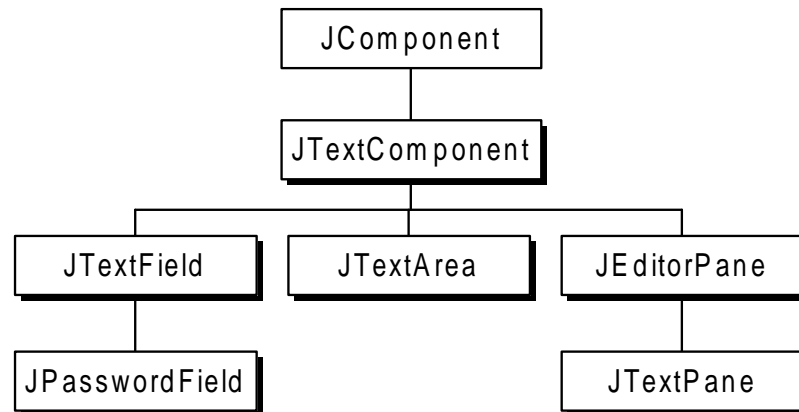 JComponent
JTextComponent
JTextField
JTextArea
JEditorPane
JPasswordField
JTextPane